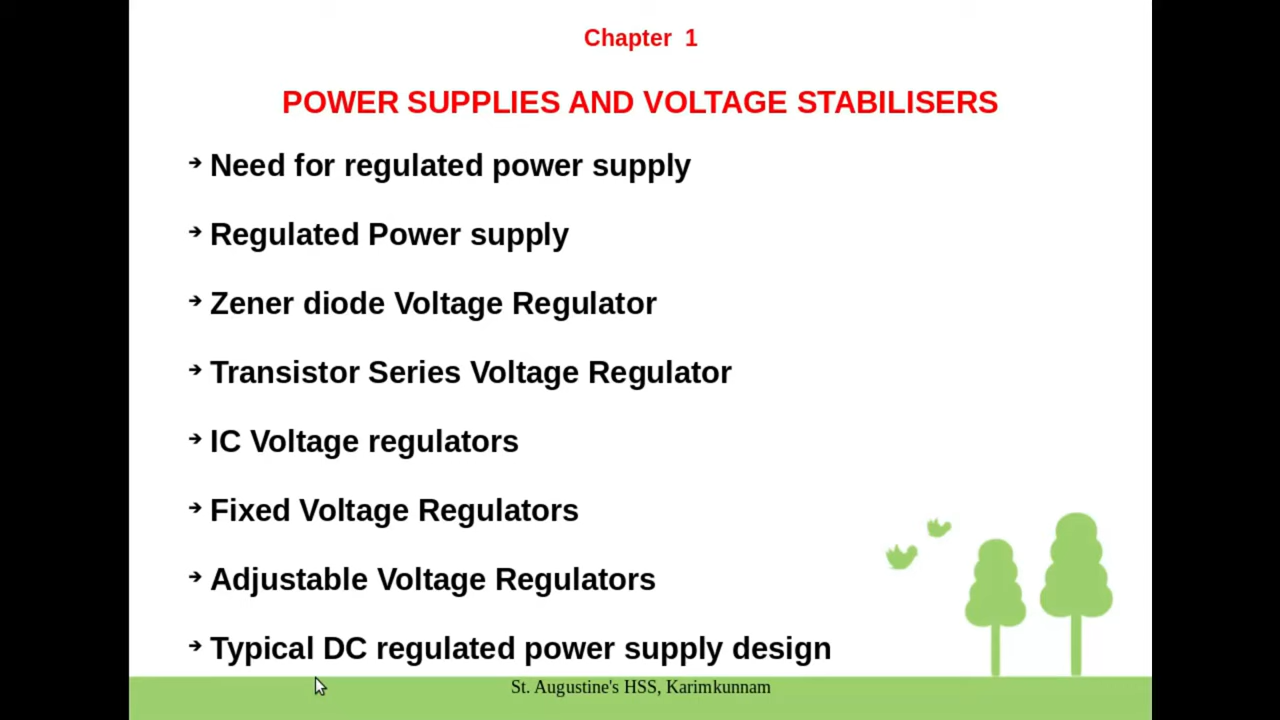 Chapter 1
POWER SUPPLIES AND VOLTAGE STABILISERS
➔ Need for regulated power supply
➔ Regulated Power supply
➔ Zener diode Voltage Regulator
➔ Transistor Series Voltage Regulator
➔ IC Voltage regulators
➔ Fixed Voltage Regulators
➔ Adjustable Voltage Regulators
➔ Typical DC regulated power supply design
St. Augustine's HSS, Karimkunnam